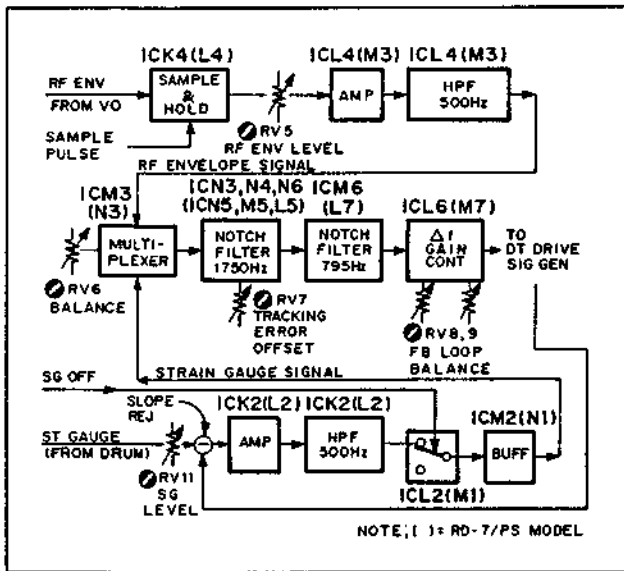 ICK4(L4)
ICL4(M3)
ICL4(M3)
RF ENV
FROM VO
SAMPLE
&
HOLD
AMP
HPF
500Hz
SAMPLE
PULSE
RV5
RF ENV LEVEL
RF ENVELOPE SIGNAL
ICM3
(N3)
ICN3, N4, N6
(ICN5, M5, L5)
ICM6
(L7)
ICL6(M7)
MULTI-
PLEXER
NOTCH
FILTER
1750Hz
NOTCH
FILTER
795Hz
Δf
GAIN
CONT
TO
DT DRIVE
SIG GEN
RV6
BALANCE
RV7
TRACKING
ERROR
OFFSET
RV8,9
FB LOOP
BALANCE
SG OFF
STRAIN GAUGE SIGNAL
SLOPE
REJ
ICK2(L2)
ICK2(L2)
ICM2(N1)
ST GAUGE
(FROM DRUM)
AMP
HPF
500Hz
BUFF
RV11
SG
LEVEL
ICL2(M1)
NOTE; ( )= RD-7/PS MODEL